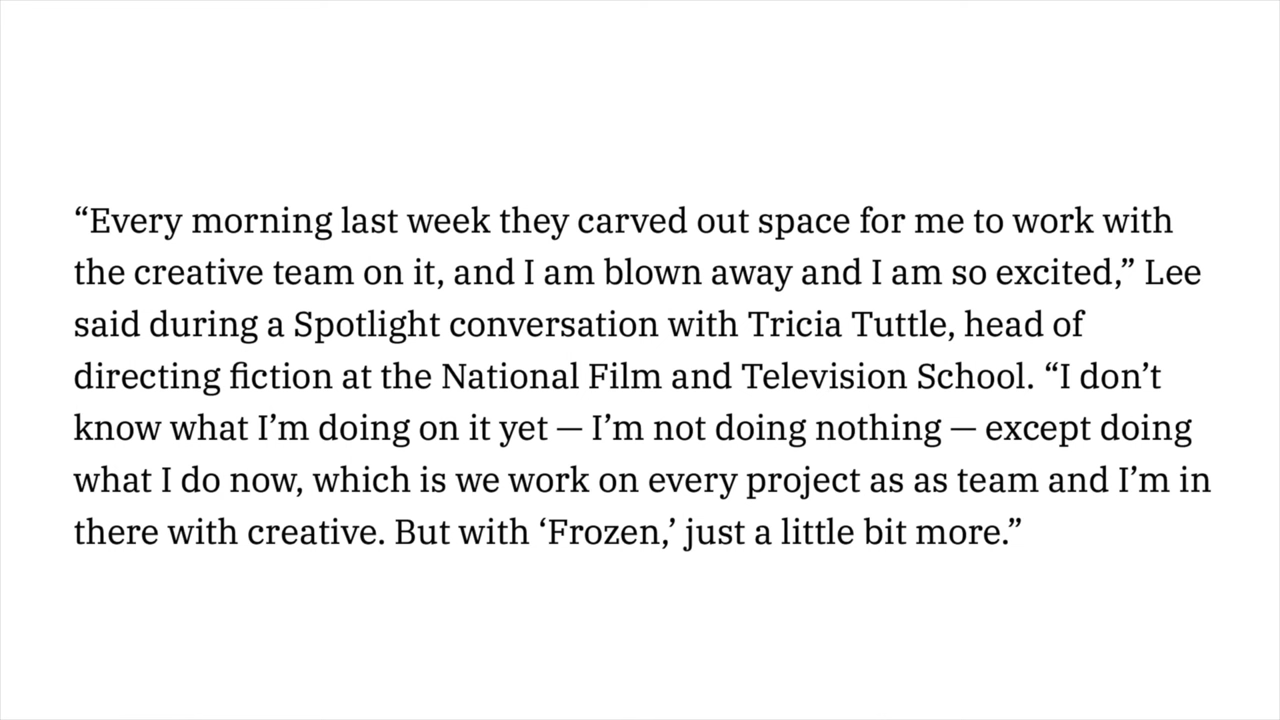 “Every morning last week they carved out space for me to work with
the creative team on it, and I am blown away and I am so excited,” Lee
said during a Spotlight conversation with Tricia Tuttle, head of
directing fiction at the National Film and Television School. “I don’t
know what I’m doing on it yet — I’m not doing nothing — except doing
what I do now, which is we work on every project as as team and I’m in
there with creative. But with ‘Frozen,’ just a little bit more.”